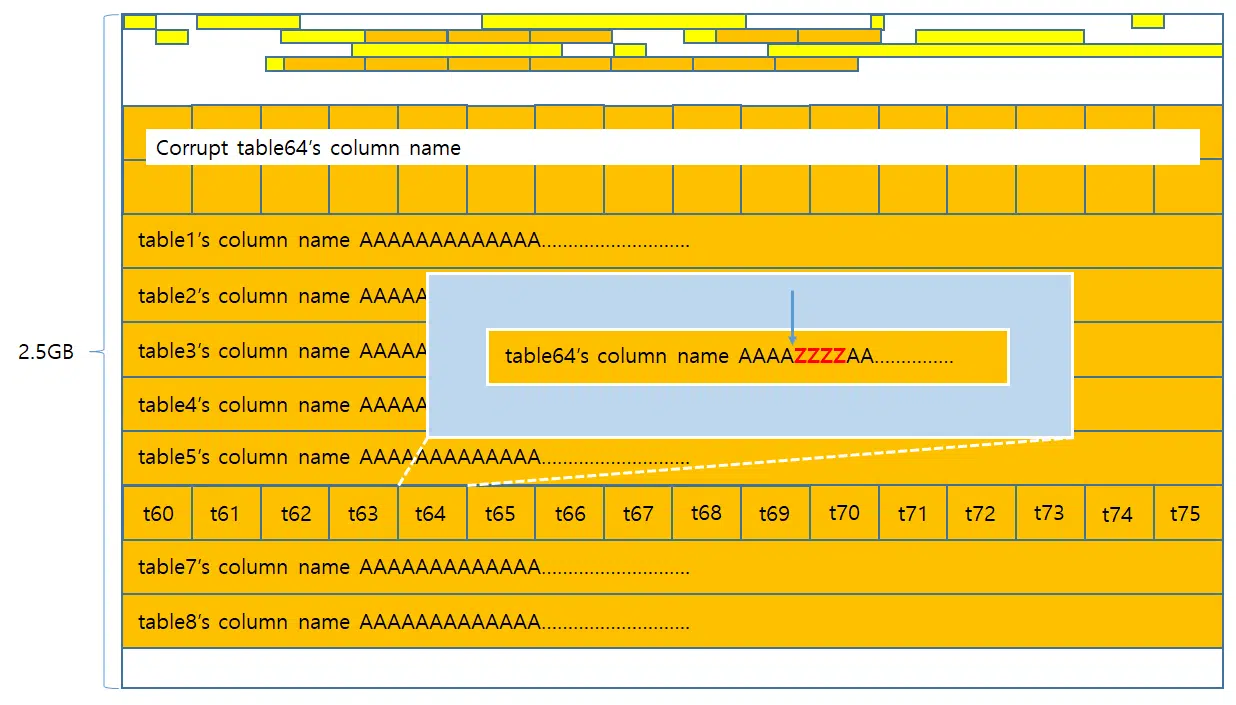 Corrupt table64’s column name
table1’s column name AAAAAAAAAAAAA............................
table2’s column name AAAAA
table64’s column name AAAAZZZZAA...............
2.5GB
table3’s column name AAAAA
table4’s column name AAAAA
table5’s column name AAAAAAAAAAAAA............................
t60 t61 t62 t63 t64 t65 t66 t67 t68 t69 t70 t71 t72 t73 t74 t75
table7’s column name AAAAAAAAAAAAA............................
table8’s column name AAAAAAAAAAAAA............................